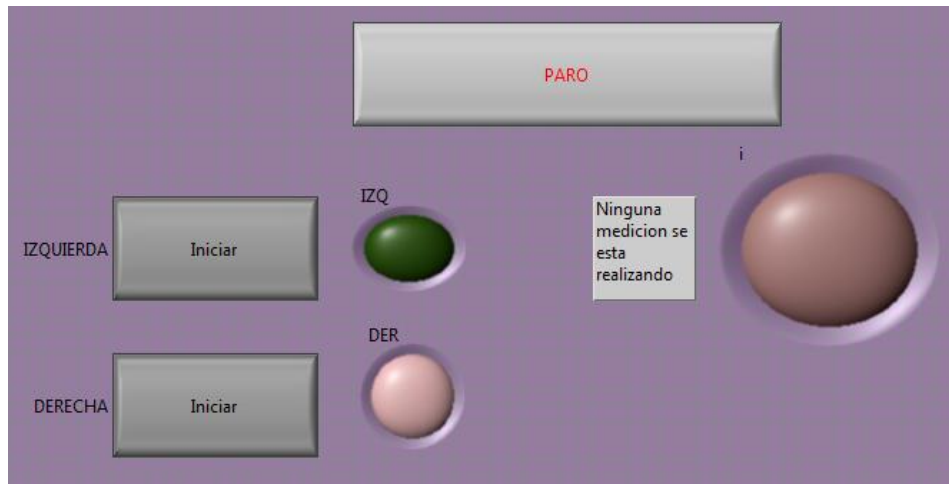 PARO
i
IZQ
IZQUIERDA
Iniciar
Ninguna
medicion se
esta
realizando
DER
DERECHA
Iniciar